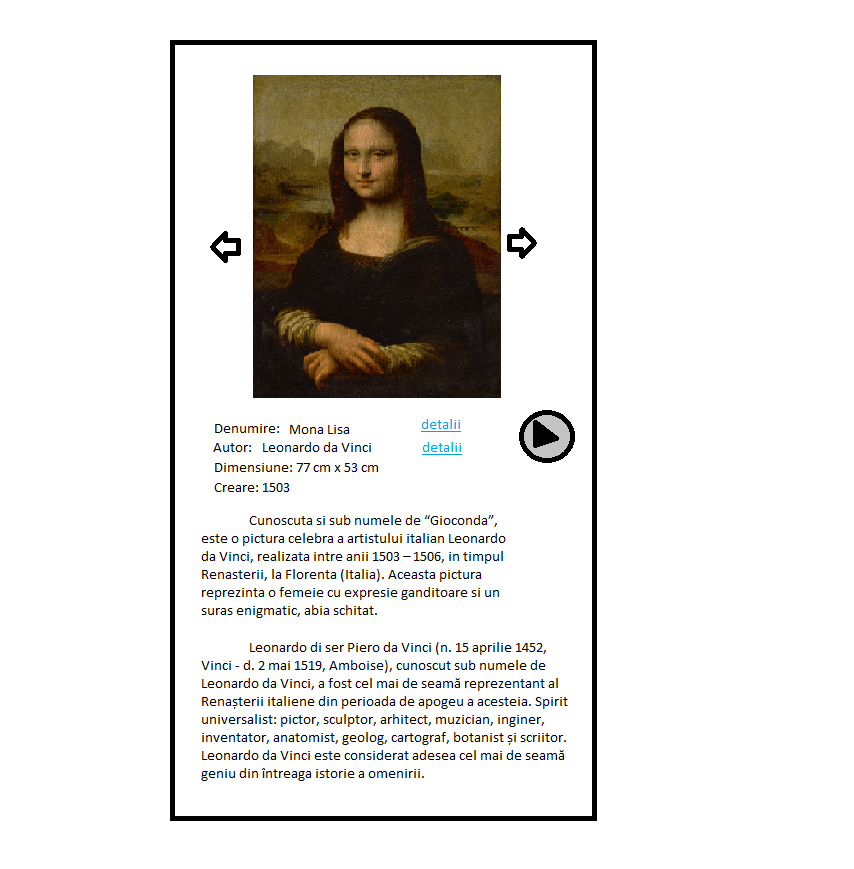 Denumire: Mona Lisa detalii
Autor: Leonardo da Vinci detalii
Dimensiune: 77 cm x 53 cm
Creare: 1503
Cunoscuta si sub numele de “Gioconda”,
este o pictura celebra a artistului italian Leonardo
da Vinci, realizata intre anii 1503 – 1506, in timpul
Renasterii, la Florenta (Italia). Aceasta pictura
reprezinta o femeie cu expresie ganditoare si un
suras enigmatic, abia schitat.
Leonardo di ser Piero da Vinci (n. 15 aprilie 1452,
Vinci - d. 2 mai 1519, Amboise), cunoscut sub numele de
Leonardo da Vinci, a fost cel mai de seamă reprezentant al
Renașterii italiene din perioada de apogeu a acesteia. Spirit
universalist: pictor, sculptor, arhitect, muzician, inginer,
inventator, anatomist, geolog, cartograf, botanist și scriitor.
Leonardo da Vinci este considerat adesea cel mai de seamă
geniu din întreaga istorie a omenirii.